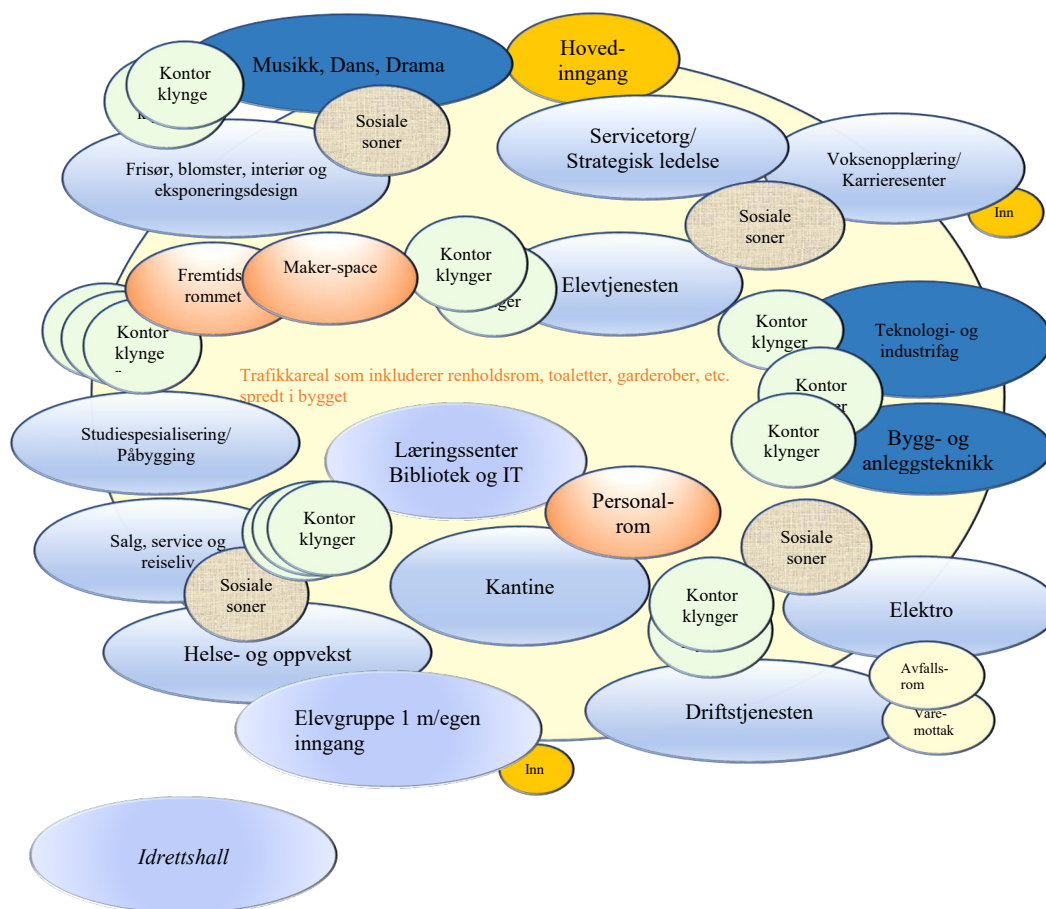 Musikk, Dans, Drama
Hoved-
inngang
Kontor
klynge
Sosiale
soner
Servicetorg/
Strategisk ledelse
Voksenopplæring/
Karrieresenter
Frisør, blomster, interiør og
eksponeringsdesign
Inn
Sosiale
soner
Fremtids
rommet
Maker-space
Kontor
klynger
Elevtjenesten
Kontor
klynge
Kontor
klynger
Teknologi- og
industrifag
Trafikkareal som inkluderer renholdsrom, toaletter, garderober, etc.
spredt i bygget
Kontor
Studiespesialisering/
Påbygging
Læringssenter
Bibliotek og IT
Kontor
klynger
Bygg- og
anleggsteknikk
Personal-
rom
Kontor
klynger
Salg, service og
reiseliv
Sosiale
soner
Sosiale
soner
Kantine
Kontor
klynger
Elektro
Helse- og oppvekst
Avfalls-
rom
Elevgruppe 1 m/egen
inngang
Driftstjenesten
Vare-
mottak
Inn
Idrettshall